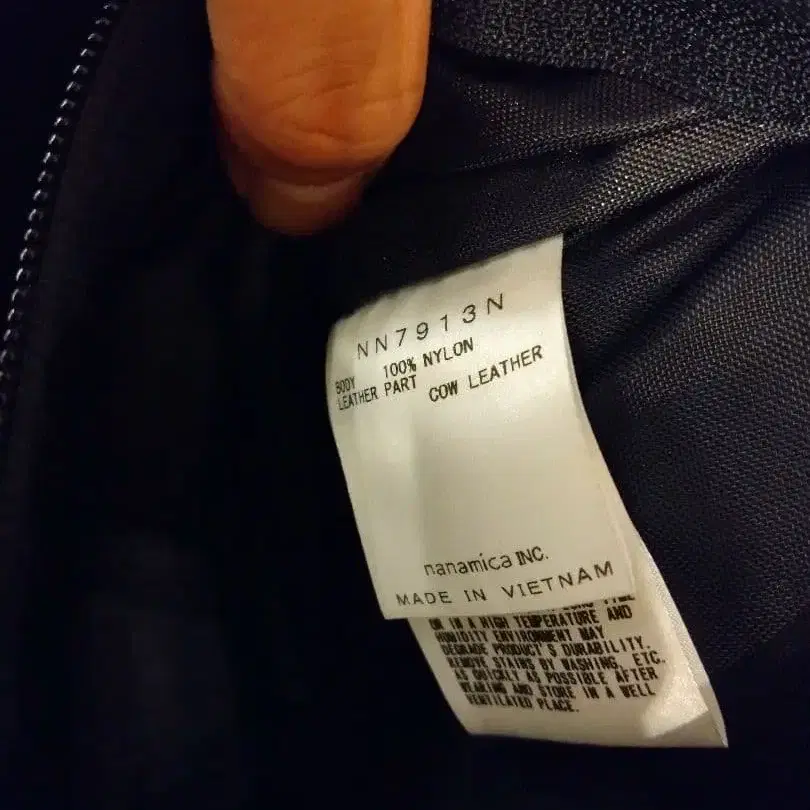 NN7913N
BODY 100% NYLON
LEATHER PART COW LEATHER
nanamica INC.
MADE IN VIETNAM
OR IN A HIGH TEMPERATURE AND
HUMIDITY ENVIRONMENT MAY
DEGRADE PRODUCT'S DURABILITY.
REMOVE STAINS BY WASHING, ETC.
AS QUICKLY AS POSSIBLE AFTER
WEARING AND STORE IN A WELL
VENTILATED PLACE.